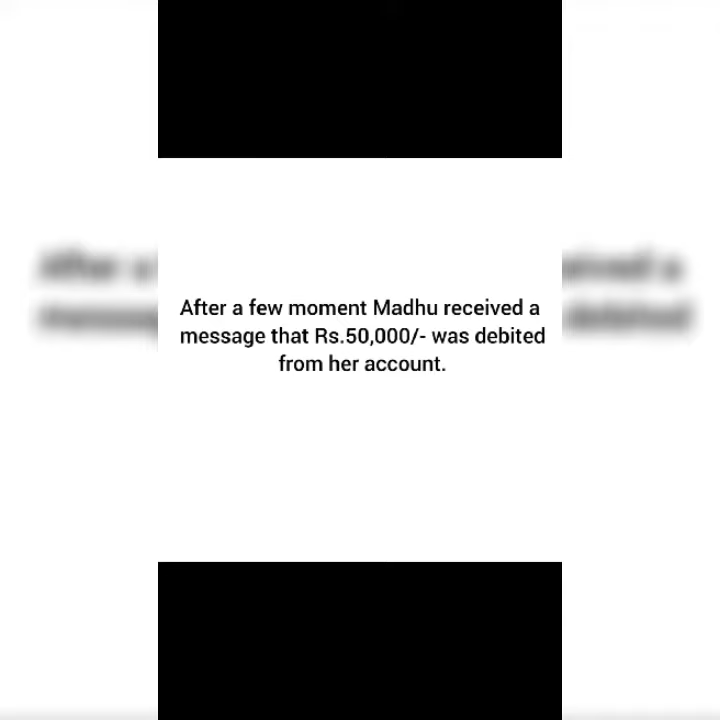 After a few moment Madhu received a
message that Rs.50,000/- was debited
from her account.